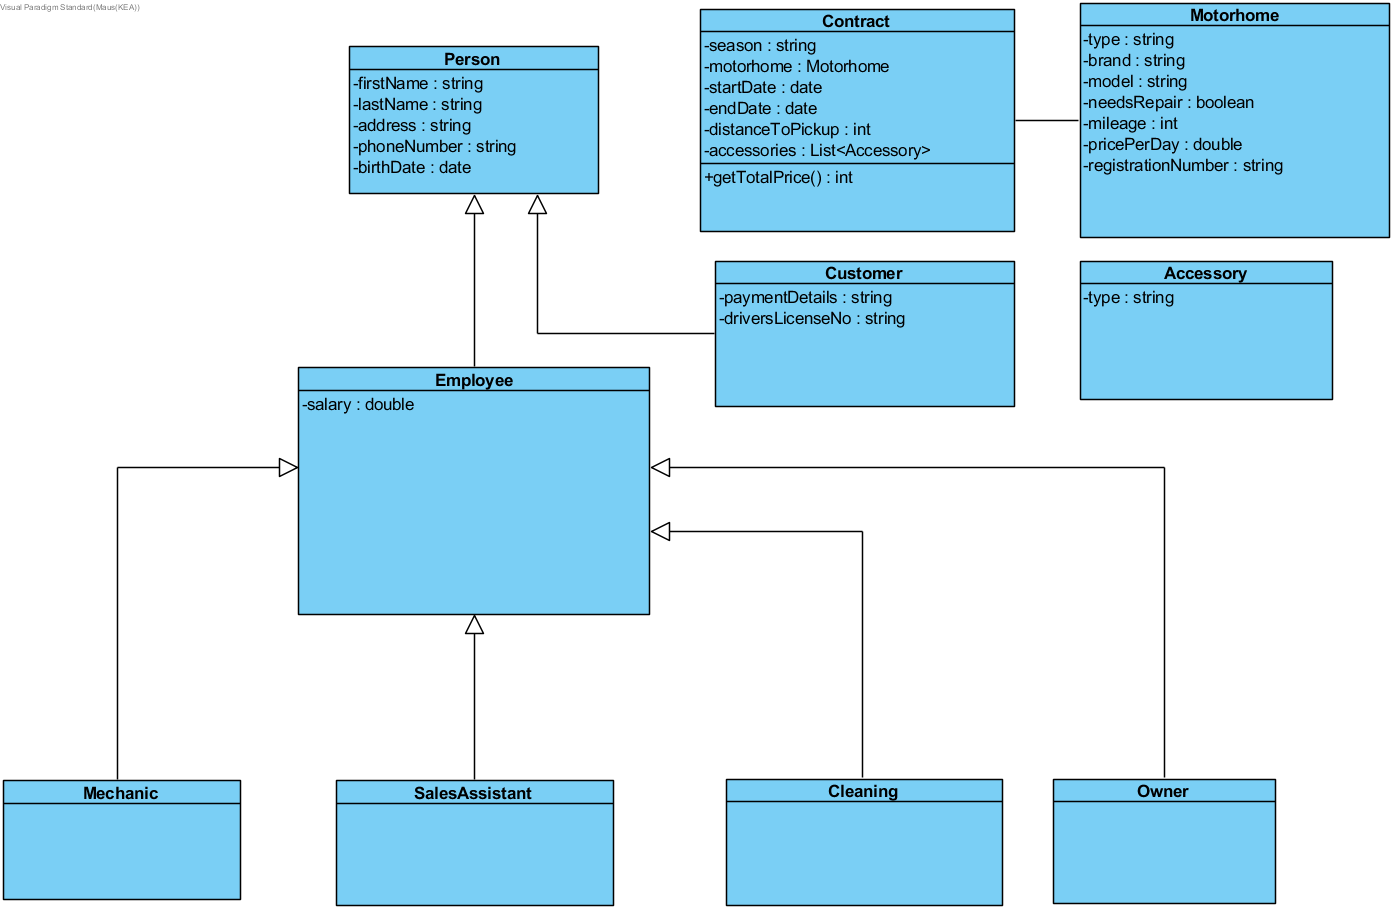 Visual Paradigm Standard(Maus(KEA))
Person
-firstName : string
-lastName : string
-address : string
-phoneNumber : string
-birthDate : date
Contract
-season : string
-motorhome : Motorhome
-startDate : date
-endDate : date
-distanceToPickup : int
-accessories : List<Accessory>
+getTotalPrice() : int
Motorhome
-type : string
-brand : string
-model : string
-needsRepair : boolean
-mileage : int
-pricePerDay : double
-registrationNumber : string
Customer
-paymentDetails : string
-driversLicenseNo : string
Accessory
-type : string
Employee
-salary : double
Mechanic
SalesAssistant
Cleaning
Owner